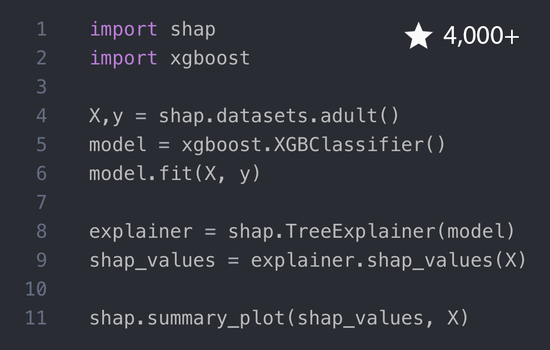 1 import shap
2 import xgboost
3
4 X,y = shap.datasets.adult()
5 model = xgboost.XGBClassifier()
6 model.fit(X, y)
7
8 explainer = shap.TreeExplainer(model)
9 shap_values = explainer.shap_values(X)
10
11 shap.summary_plot(shap_values, X)
★ 4,000+